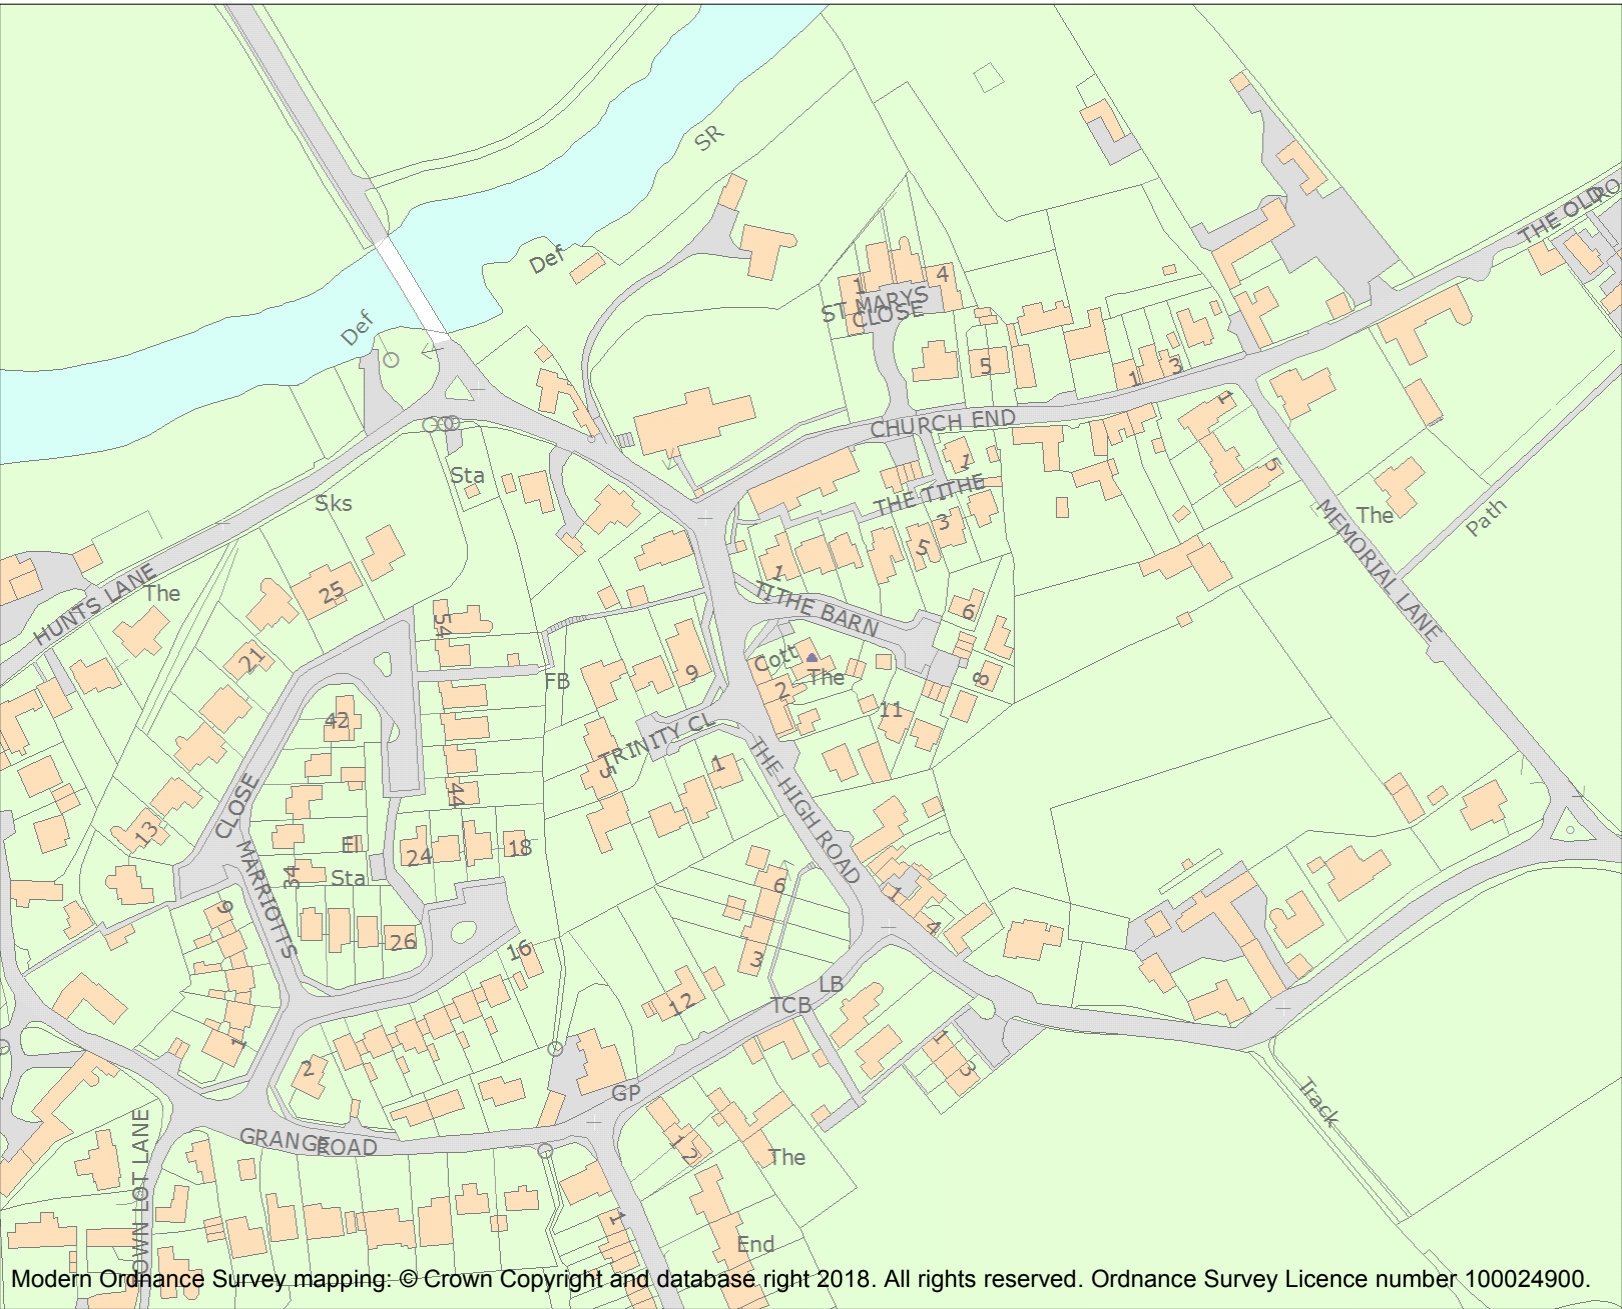 SR
Def
Def
1
4
ST MARYS
CLOSE
5
1
3
THE OLD
CHURCH END
1
1
5
THE TITHE
3
5
1
Sta
Sks
The
MEMORIAL LANE
Path
HUNTS LANE
The
25
21
54
TITHE BARN
6
Cott
The
2
8
11
FB
9
42
TRINITY CL
5
1
THE HIGH ROAD
44
CLOSE
13
El
Sta
24
18
34
MARRIOTTS
9
26
16
6
3
1
4
12
LB
TCB
1
3
1
2
GP
GRANGE
ROAD
12
The
Track
1
End
OWN LOT LANE
Modern Ordnance Survey mapping: © Crown Copyright and database right 2018. All rights reserved. Ordnance Survey Licence number 100024900.